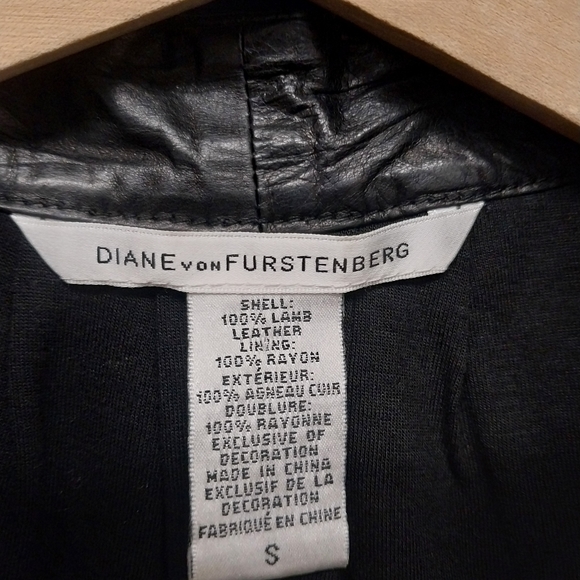 DIANE VON FURSTENBERG
SHELL:
100% LAMB
LEATHER
LINING:
100% RAYON
EXTÉRIEUR:
100% AGNEAU CUIR
DOUBLURE:
100% RAYONNE
EXCLUSIVE OF
DECORATION
MADE IN CHINA
EXCLUSIF DE LA
DECORATION
FABRIQUÉ EN CHINE
S